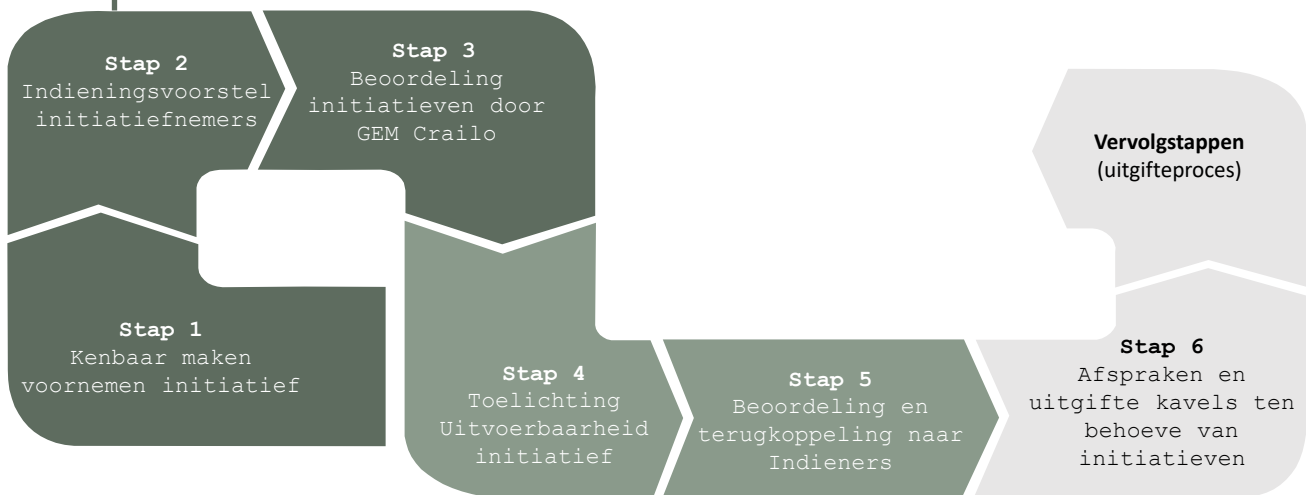 Stap 1
Kenbaar maken
voornemen initiatief
Stap 2
Indieningsvoorstel
initiatiefnemers
Stap 3
Beoordeling
initiatieven door
GEM Crailo
Stap 4
Toelichting
Uitvoerbaarheid
initiatief
Stap 5
Beoordeling en
terugkoppeling naar
Indieners
Stap 6
Afspraken en
uitgifte kavels ten
behoeve van
initiatieven
Vervolgstappen
(uitgifteproces)